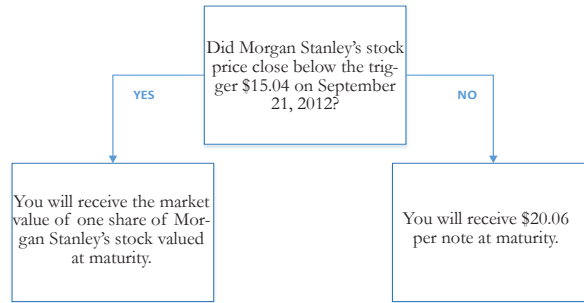 Did Morgan Stanley's stock
price close below the trig-
ger $15.04 on September
21, 2012?
YES
NO
You will receive the market
value of one share of Mor-
gan Stanley's stock valued
at maturity.
You will receive $20.06
per note at maturity.